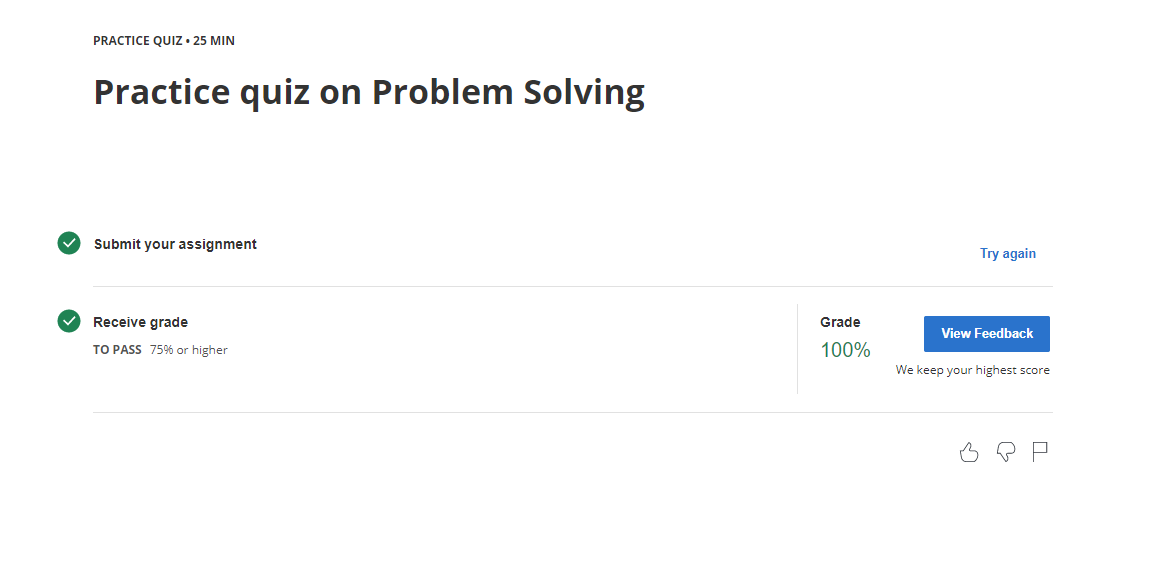 PRACTICE QUIZ • 25 MIN
Practice quiz on Problem Solving
Submit your assignment
Try again
Receive grade
TO PASS 75% or higher
Grade
100%
View Feedback
We keep your highest score